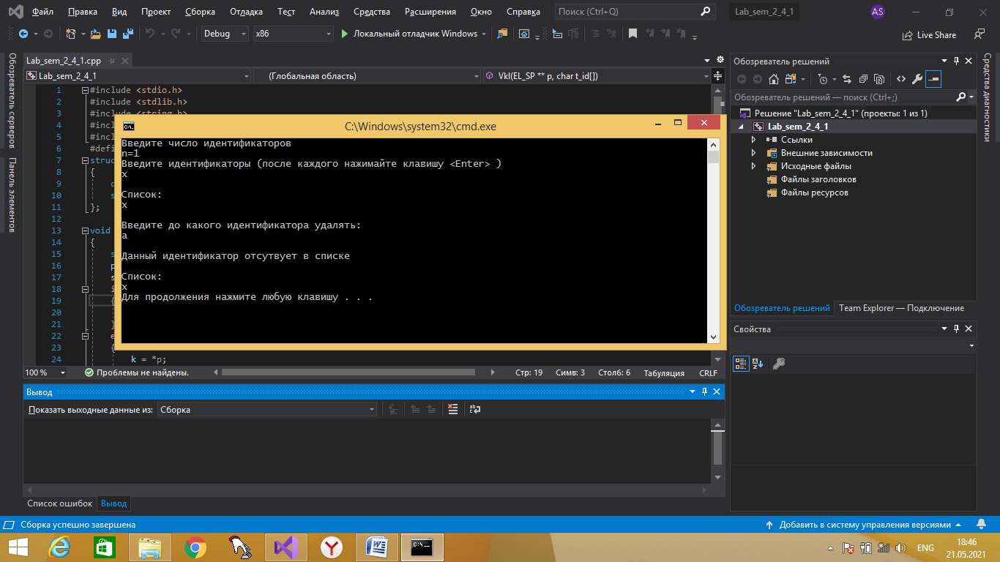 Файл Правка Вид Проект Сборка Отладка Тест Анализ Средства Расширения Окно Справка Поиск (Ctrl+Q) Lab_sem_2_4_1 AS
Debug x86 Локальный отладчик Windows Live Share
Обозреватель серверов
Панель элементов
Lab_sem_2_4_1.cpp
Lab_sem_2_4_1 (Глобальная область) Vkl(EL_SP ** p, char t_id[])
1 #include <stdio.h>
2 #include <stdlib.h>
3 #include <string.h>
4 #incl
5 #incl
6 #defi
7 struc
8 {
9 c
10 s
11 };
12
13 void
14 {
15 s
16 p
17 s
18 i
19 {
20
21 }
22 e
23 {
24 k = *p;
C:\Windows\system32\cmd.exe
Введите число идентификаторов
n=1
Введите идентификаторы (после каждого нажимайте клавишу <Enter> )
x
Список:
x
Введите до какого идентификатора удалять:
a
Данный идентификатор отсутвует в списке
Список:
x
Для продолжения нажмите любую клавишу . . .
100 % Проблемы не найдены. Стр: 19 Симв: 3 Столб: 6 Табуляция CRLF
Вывод
Показать выходные данные из: Сборка
Список ошибок Вывод
Обозреватель решений
Обозреватель решений — поиск (Ctrl+;)
Решение "Lab_sem_2_4_1" (проекты: 1 из 1)
Lab_sem_2_4_1
Ссылки
Внешние зависимости
Исходные файлы
Файлы заголовков
Файлы ресурсов
Обозреватель решений Team Explorer — Подключение
Свойства
Средства диагностики
Сборка успешно завершена Добавить в систему управления версиями
ENG 18:46
21.05.2021